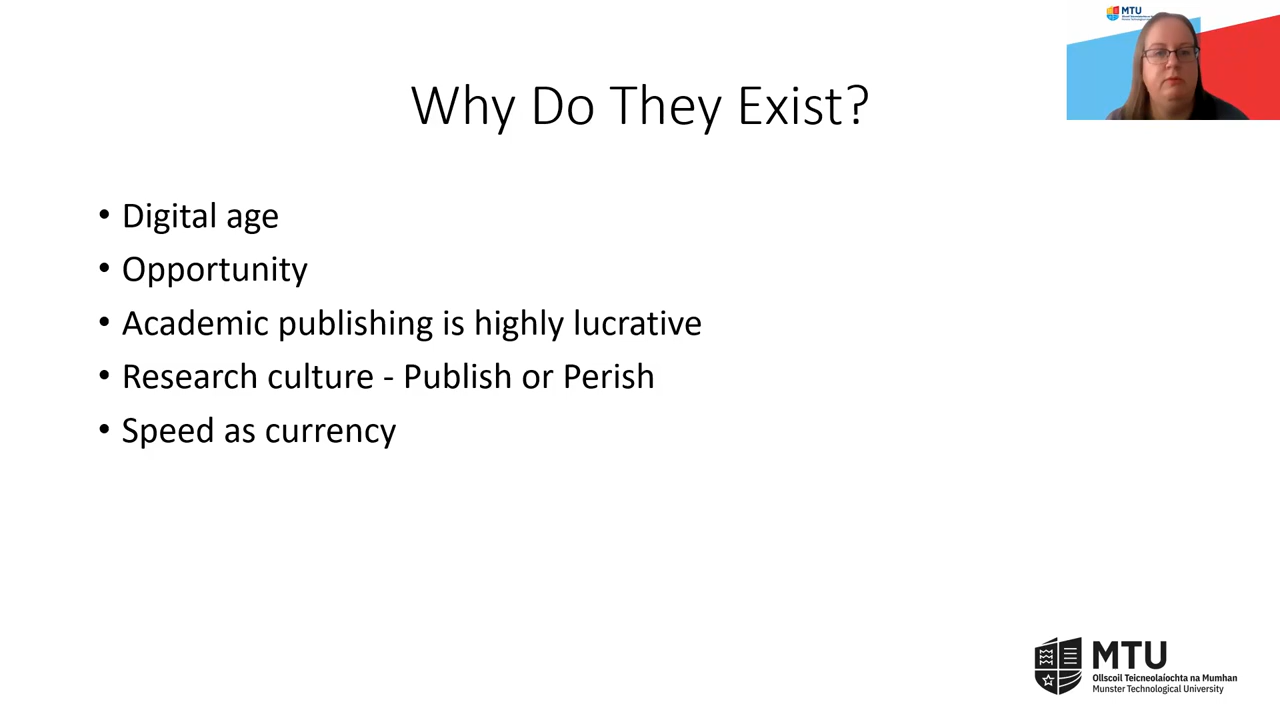 MTU
Why Do They Exist?
• Digital age
• Opportunity
• Academic publishing is highly lucrative
• Research culture - Publish or Perish
• Speed as currency
MTU
Ollscoil Teicneolaíochta na Mumhan
Munster Technological University